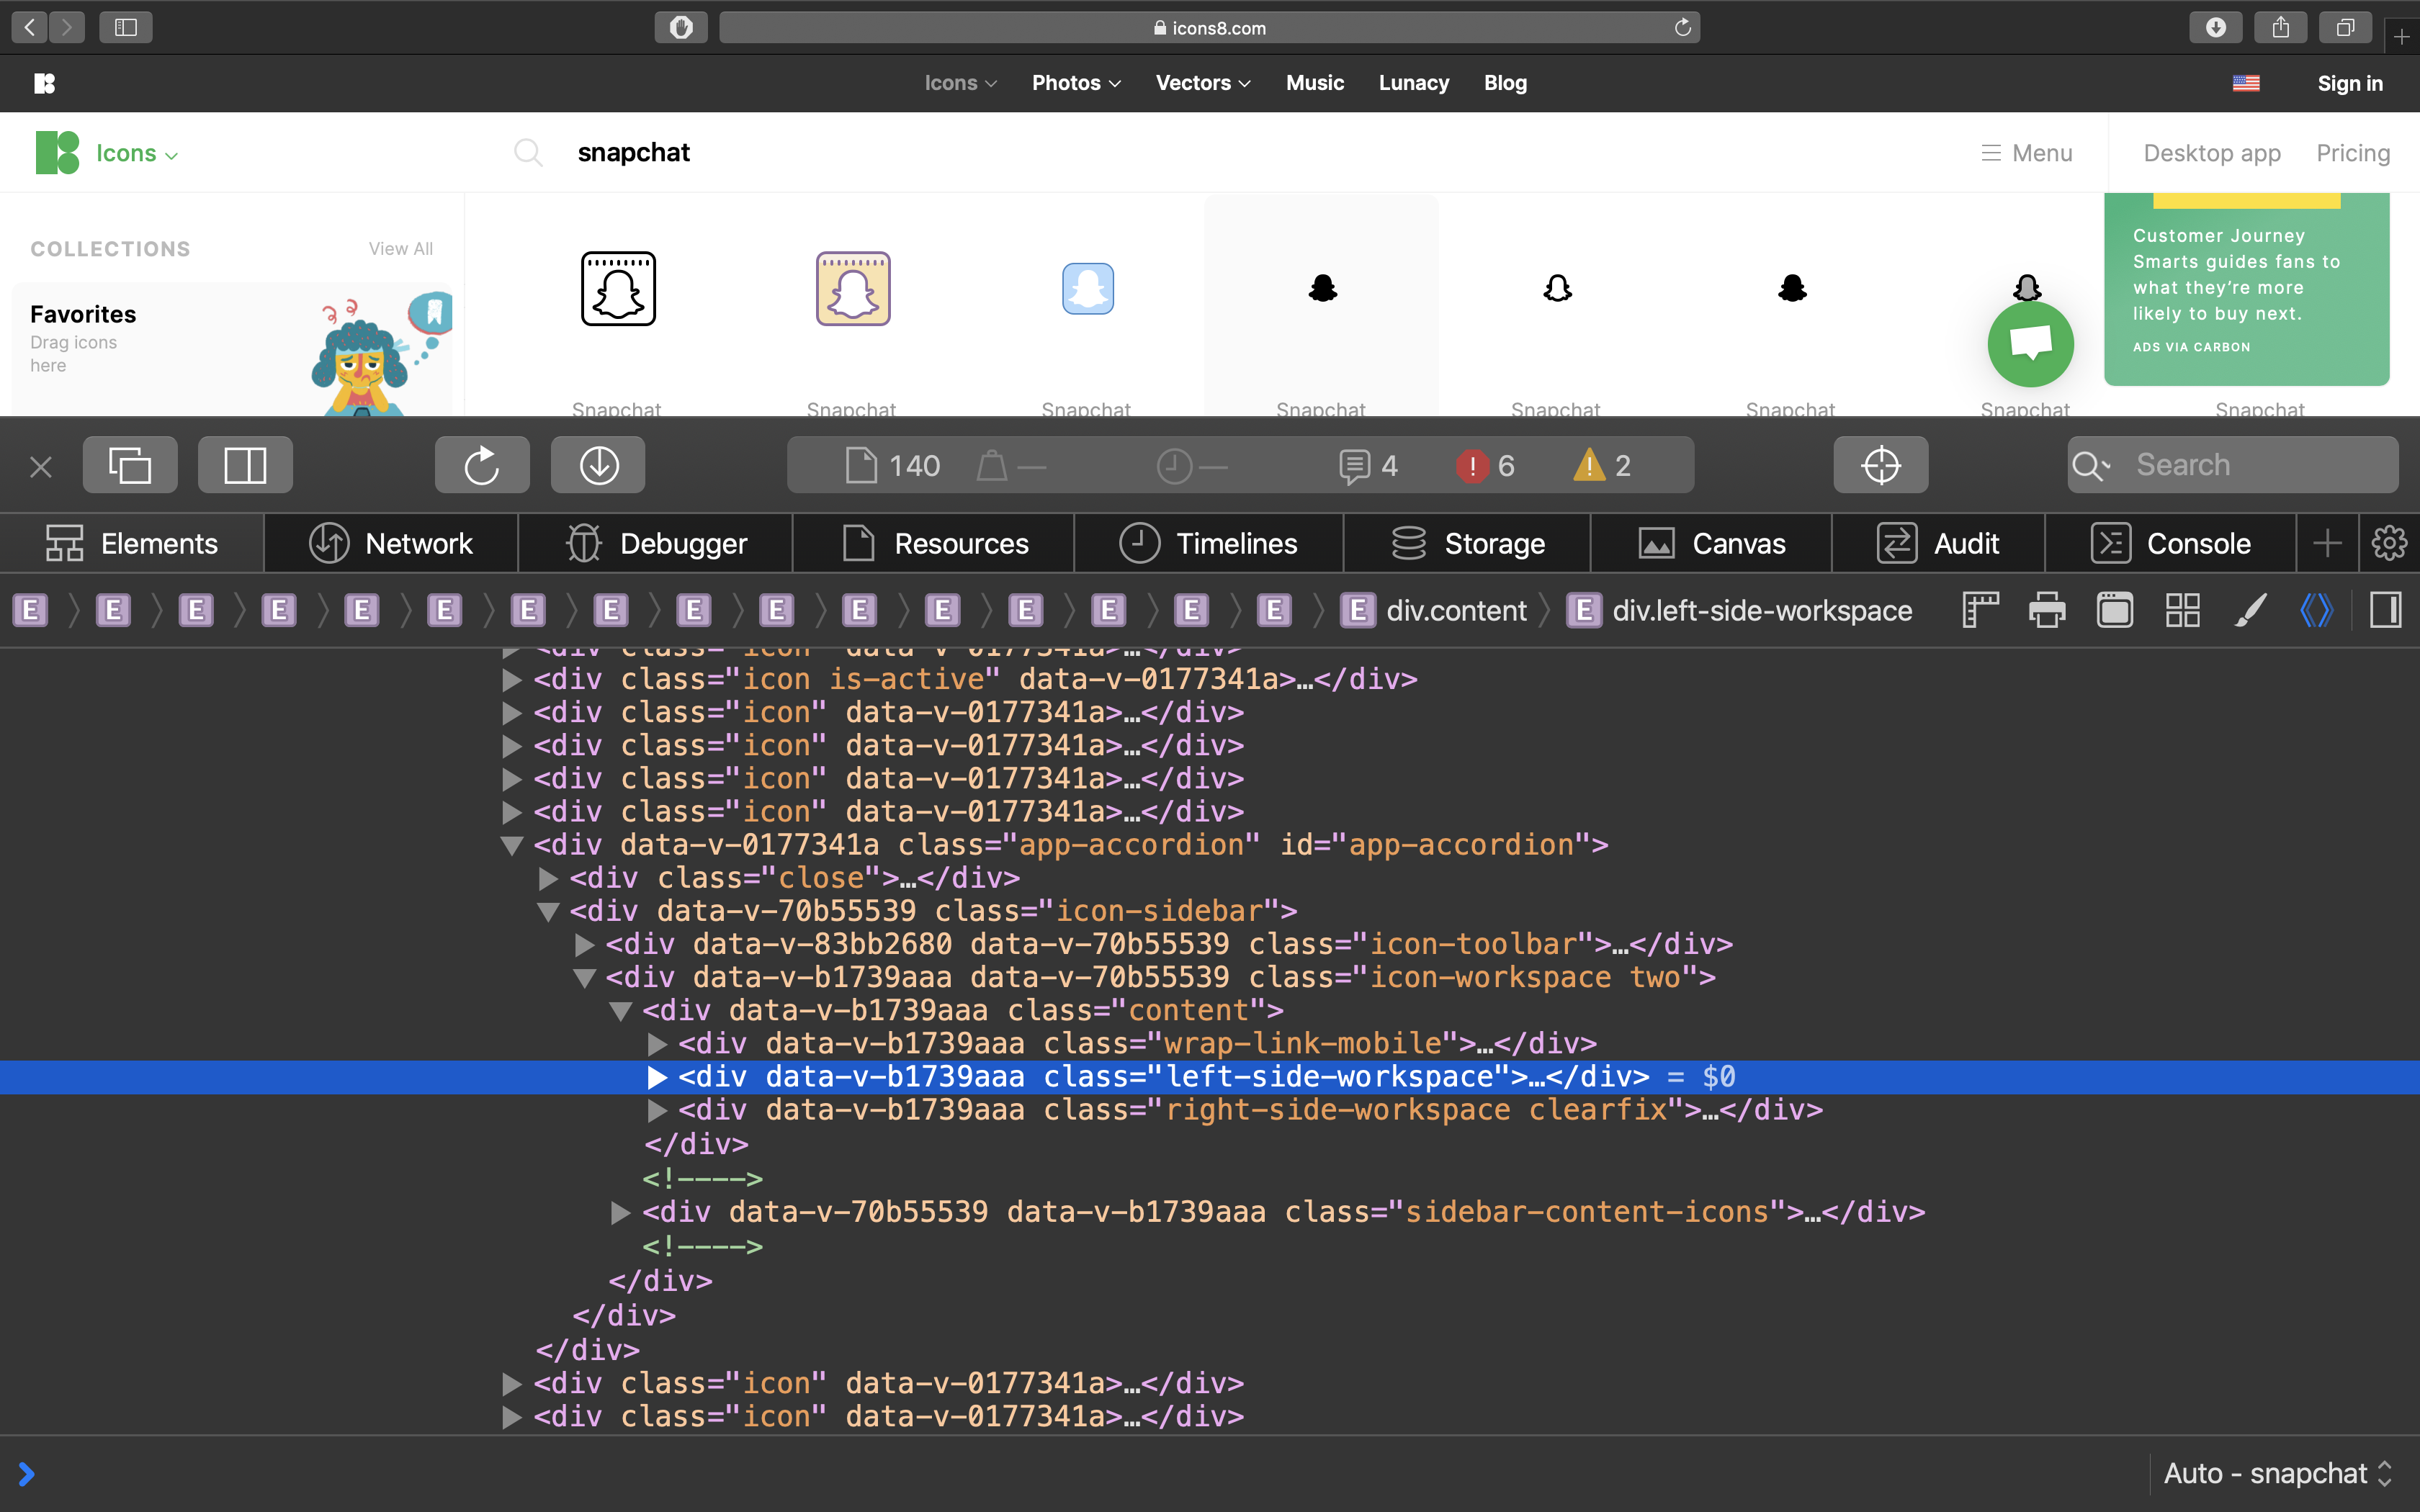 icons8.com
Icons Photos Vectors Music Lunacy Blog
Sign in
Icons
snapchat
Menu
Desktop app
Pricing
COLLECTIONS
View All
Favorites
Drag icons
here
Snapchat Snapchat Snapchat Snapchat Snapchat Snapchat Snapchat Snapchat
Customer Journey
Smarts guides fans to
what they’re more
likely to buy next.
ADS VIA CARBON
140 — — 4 6 2
Search
Elements Network Debugger Resources Timelines Storage Canvas Audit Console
E E E E E E E E E E E E E E E E E div.content E div.left-side-workspace
<div class="icon" data-v-0177341a>…</div>
<div class="icon is-active" data-v-0177341a>…</div>
<div class="icon" data-v-0177341a>…</div>
<div class="icon" data-v-0177341a>…</div>
<div class="icon" data-v-0177341a>…</div>
<div class="icon" data-v-0177341a>…</div>
<div data-v-0177341a class="app-accordion" id="app-accordion">
<div class="close">…</div>
<div data-v-70b55539 class="icon-sidebar">
<div data-v-83bb2680 data-v-70b55539 class="icon-toolbar">…</div>
<div data-v-b1739aaa data-v-70b55539 class="icon-workspace two">
<div data-v-b1739aaa class="content">
<div data-v-b1739aaa class="wrap-link-mobile">…</div>
<div data-v-b1739aaa class="left-side-workspace">…</div> = $0
<div data-v-b1739aaa class="right-side-workspace clearfix">…</div>
</div>
<!---->
<div data-v-70b55539 data-v-b1739aaa class="sidebar-content-icons">…</div>
<!---->
</div>
</div>
</div>
<div class="icon" data-v-0177341a>…</div>
<div class="icon" data-v-0177341a>…</div>
Auto - snapchat